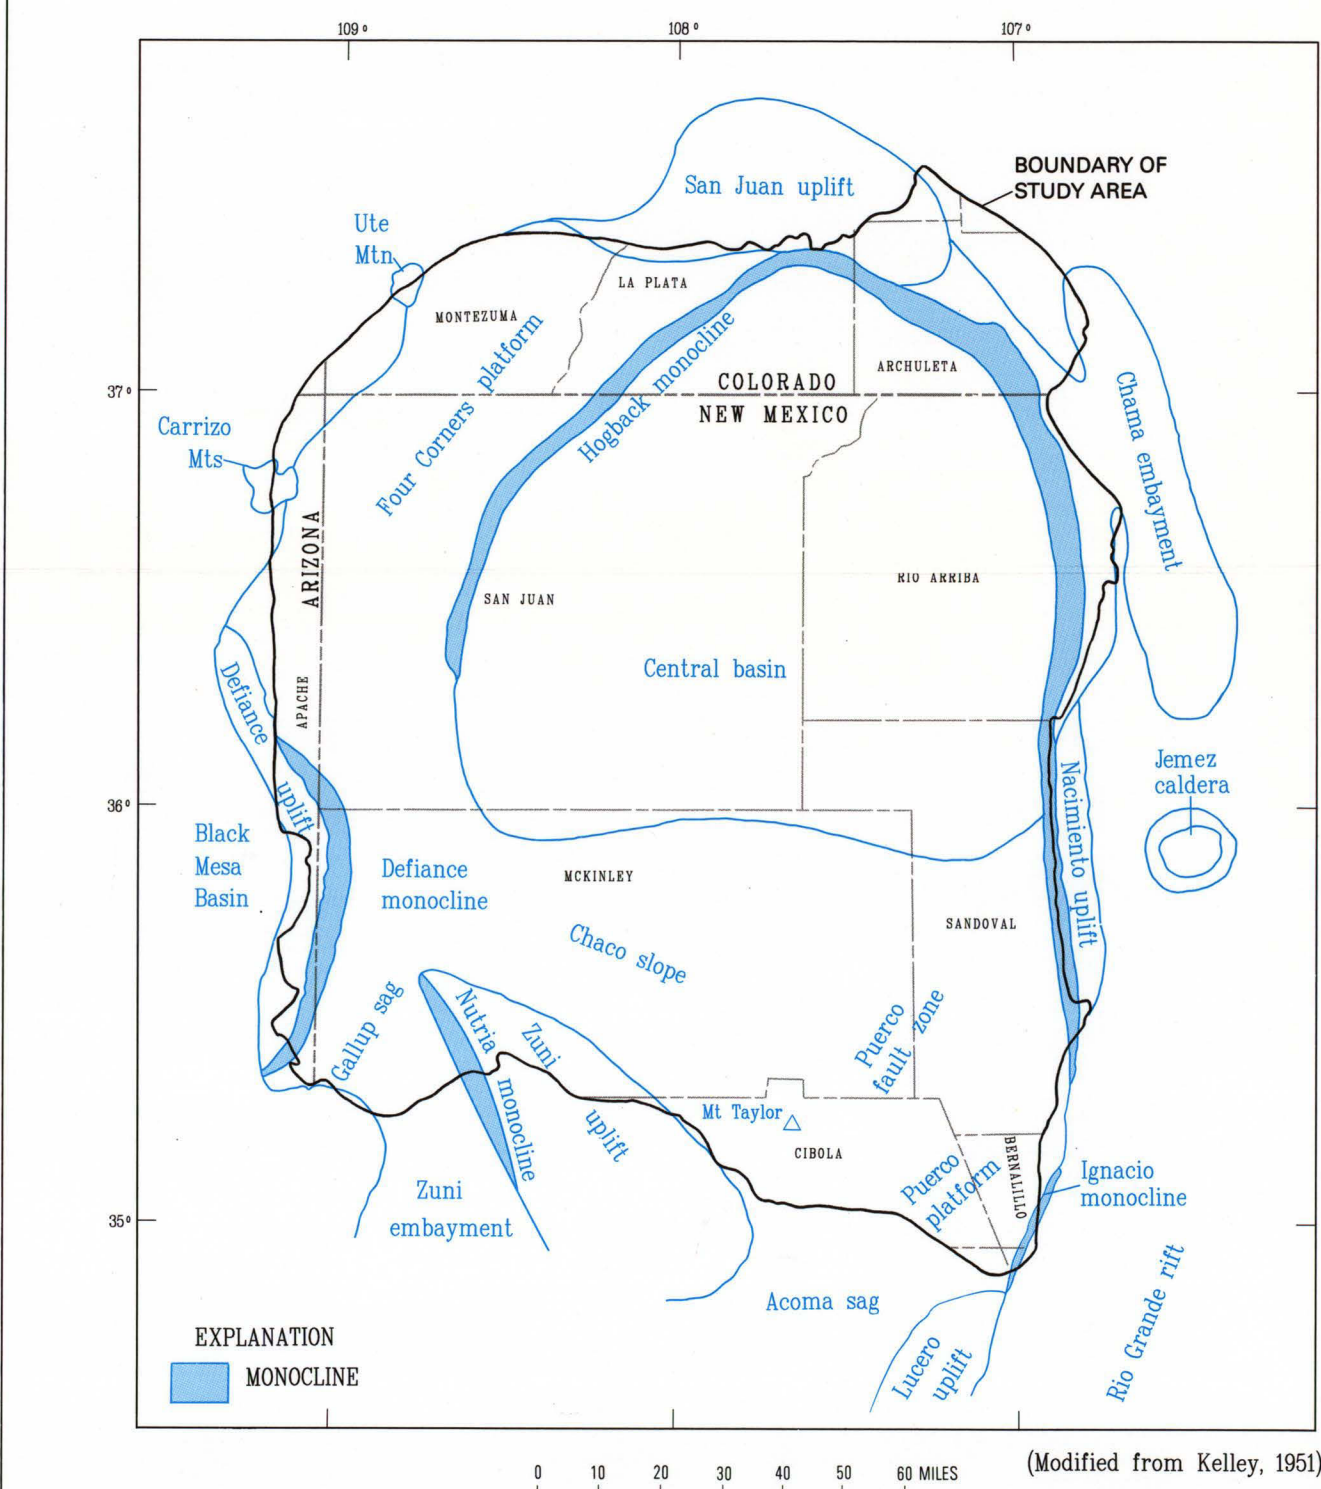 109° 108° 107°
BOUNDARY OF
STUDY AREA
San Juan uplift
Ute
Mtn
LA PLATA
MONTEZUMA
Four Corners platform
Hogback monocline
ARCHULETA
COLORADO
NEW MEXICO
37°
Chama embayment
Carrizo
Mts
ARIZONA
RIO ARRIBA
SAN JUAN
Central basin
APACHE
Defiance
uplift
36°
Nacimiento uplift
Jemez
caldera
Black
Mesa
Basin
Defiance
monocline
MCKINLEY
SANDOVAL
Chaco slope
Gallup sag
Nutria
monocline
Zuni
uplift
Puerco
fault zone
Mt Taylor
CIBOLA
BERNALILLO
Puerco
platform
Ignacio
monocline
35°
Zuni
embayment
Acoma sag
Rio Grande rift
Lucero
uplift
EXPLANATION
MONOCLINE
(Modified from Kelley, 1951)
0 10 20 30 40 50 60 MILES